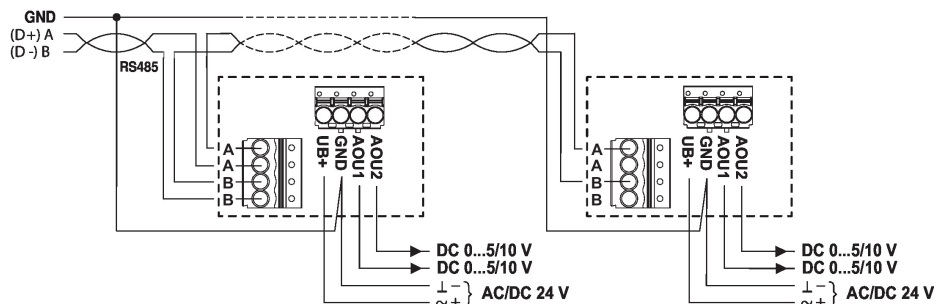 GND
(D+) A
(D -) B
RS485
UB+
GND
AOU1
AOU2
A
A
B
B
DC 0...5/10 V
DC 0...5/10 V
⊥ −
~ +
AC/DC 24 V
UB+
GND
AOU1
AOU2
A
B
DC 0...5/10 V
DC 0...5/10 V
⊥ −
~ +
AC/DC 24 V